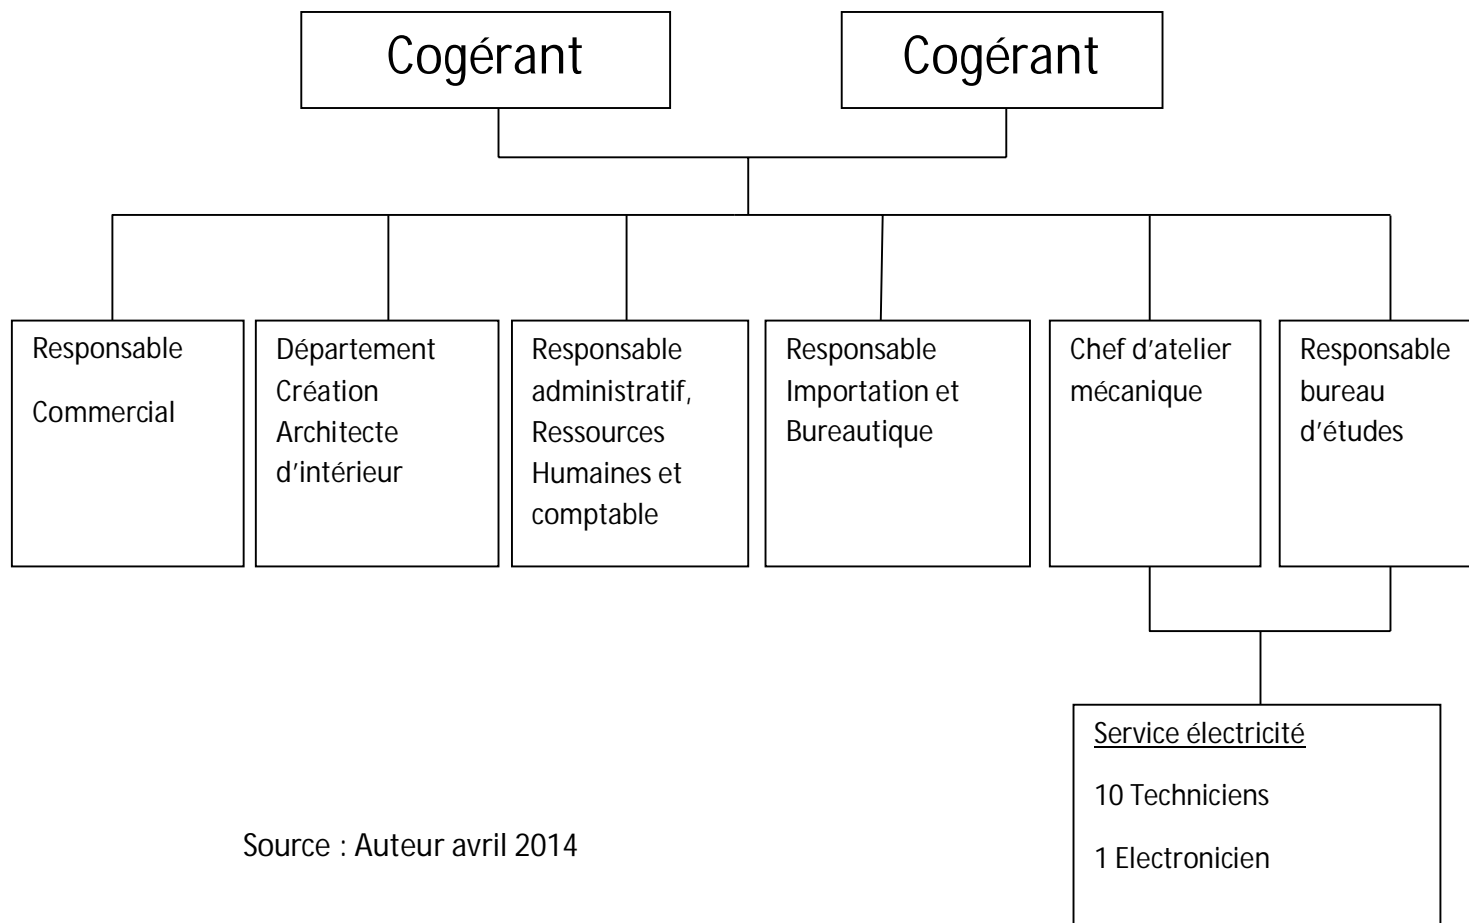 Cogérant
Cogérant
Responsable
Commercial
Département
Création
Architecte
d'intérieur
Responsable
administratif,
Ressources
Humaines et
comptable
Responsable
Importation et
Bureautique
Chef d'atelier
mécanique
Responsable
bureau
d'études
Service électricité
10 Techniciens
1 Electronicien
Source : Auteur avril 2014